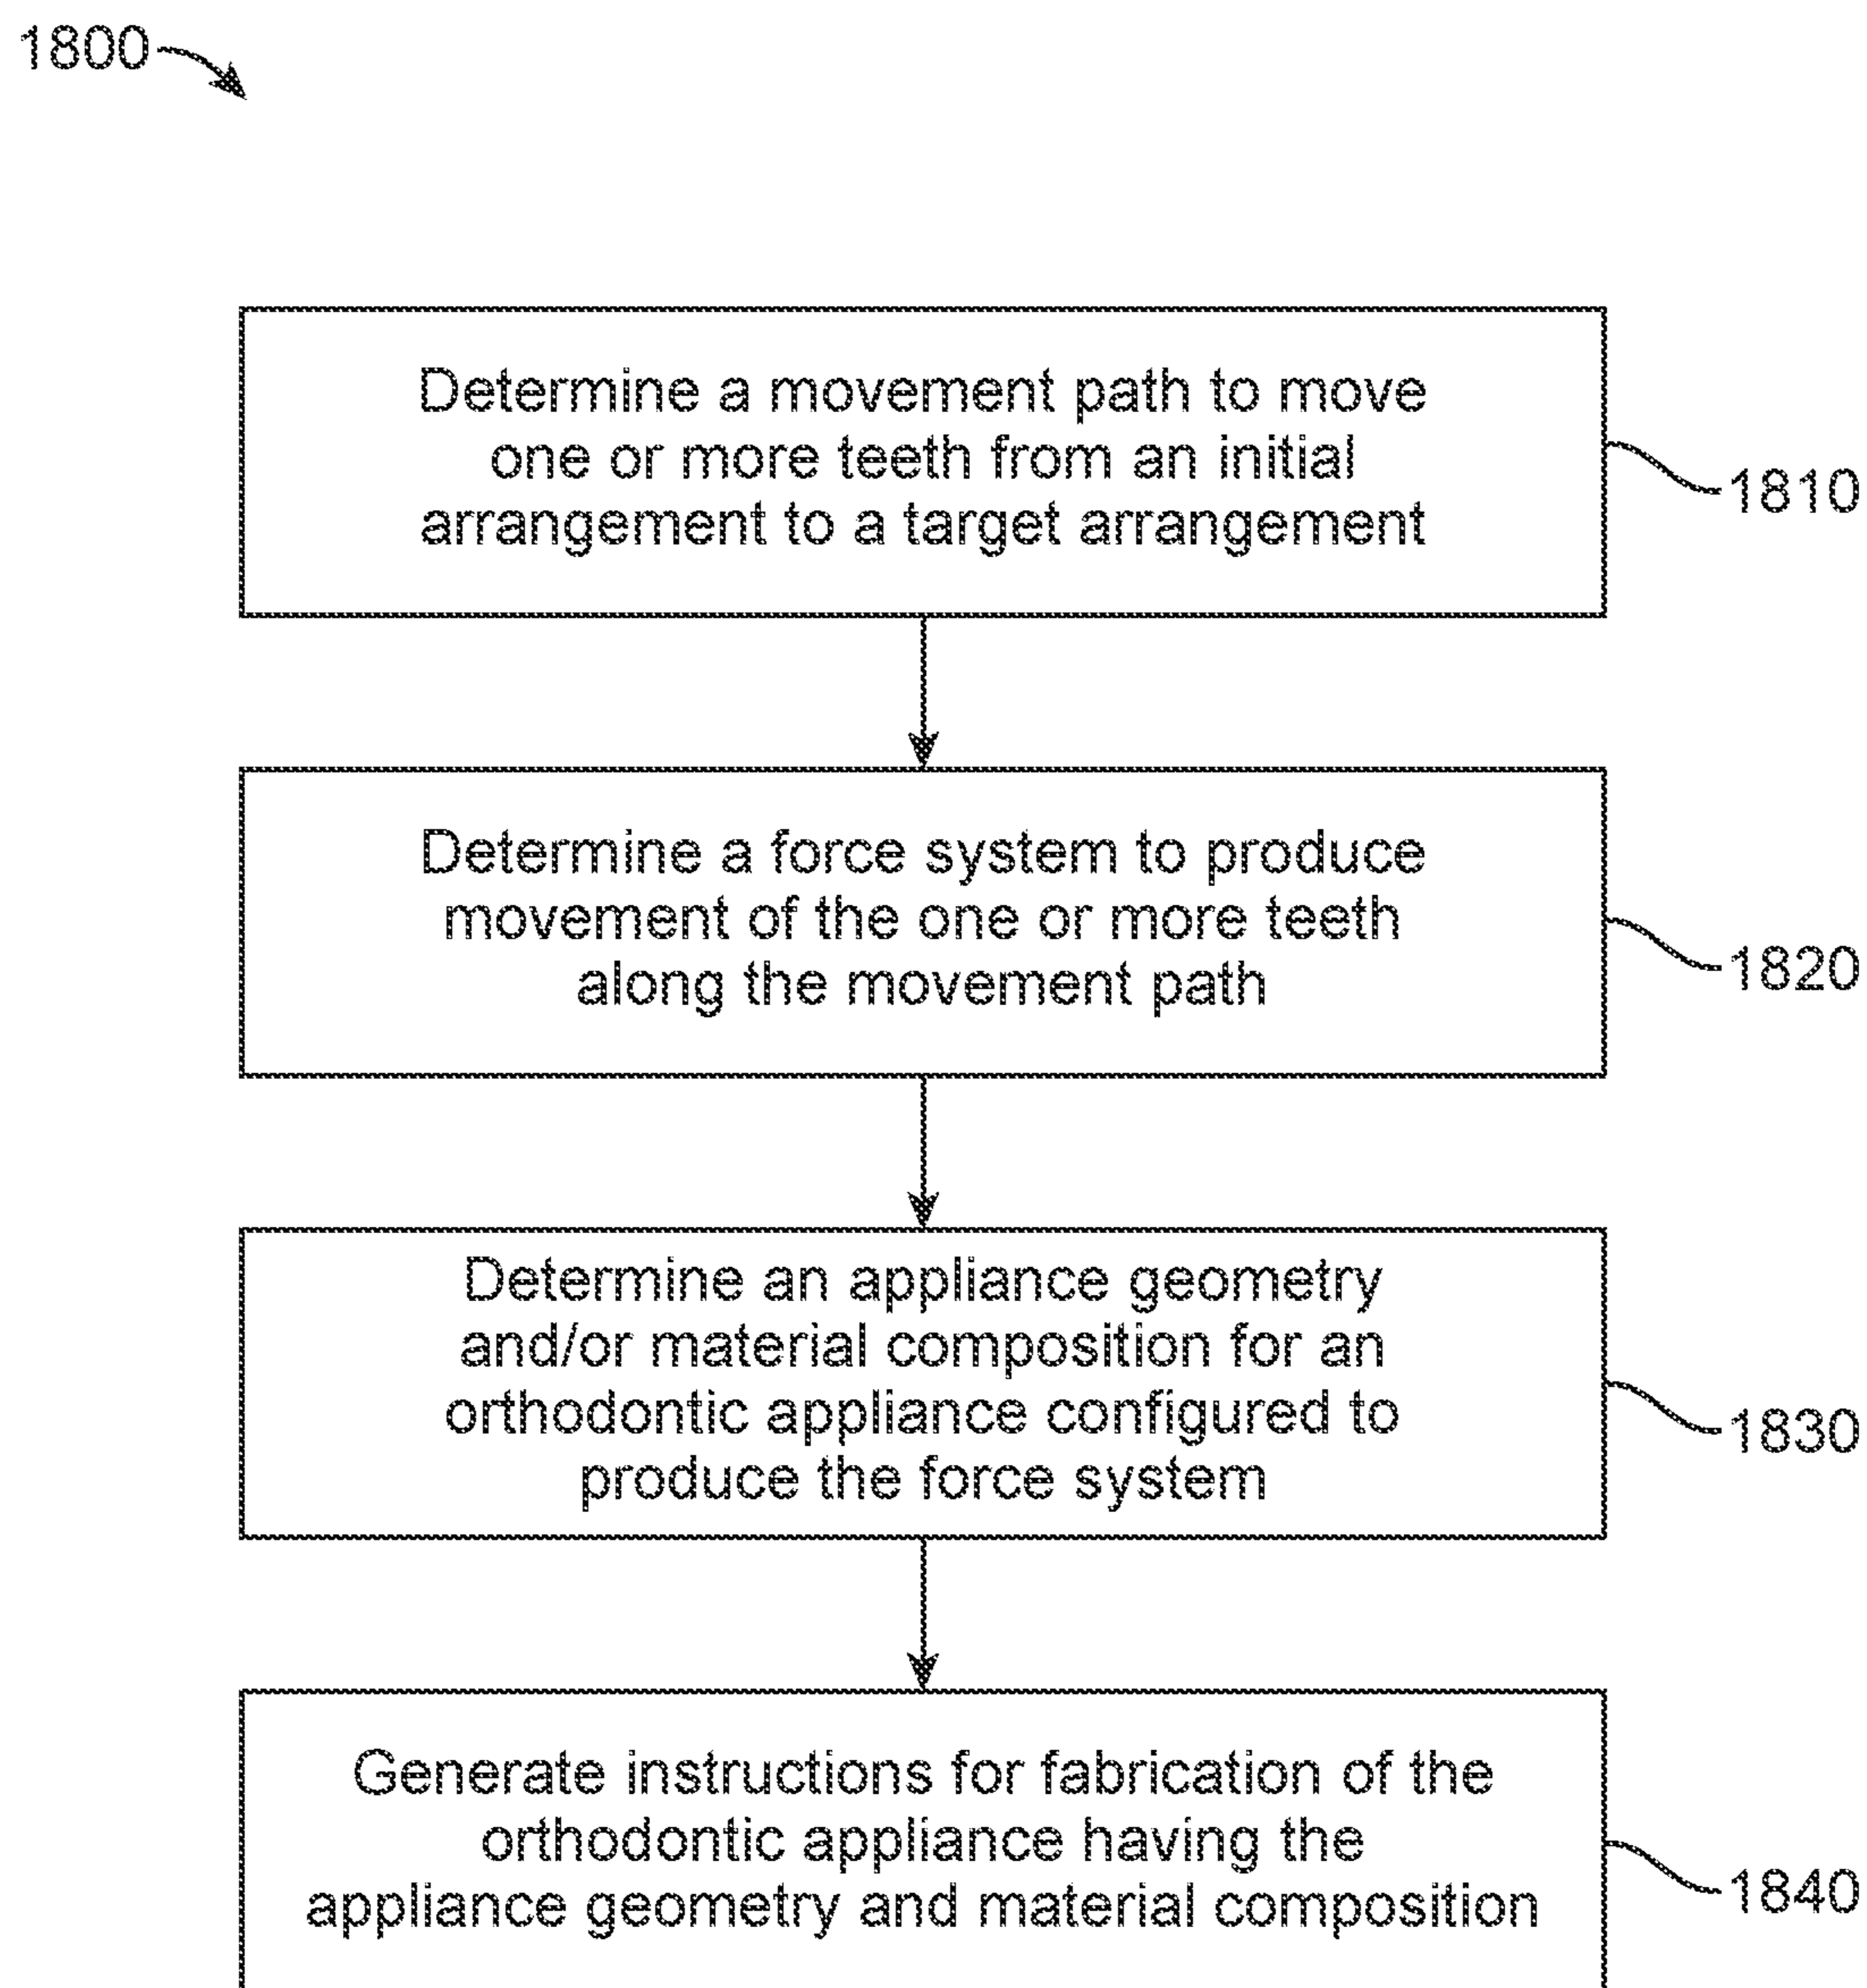 1800
Determine a movement path to move
one or more teeth from an initial
arrangement to a target arrangement
1810
Determine a force system to produce
movement of the one or more teeth
along the movement path
1820
Determine an appliance geometry
and/or material composition for an
orthodontic appliance configured to
produce the force system
1830
Generate instructions for fabrication of the
orthodontic appliance having the
appliance geometry and material composition
1840